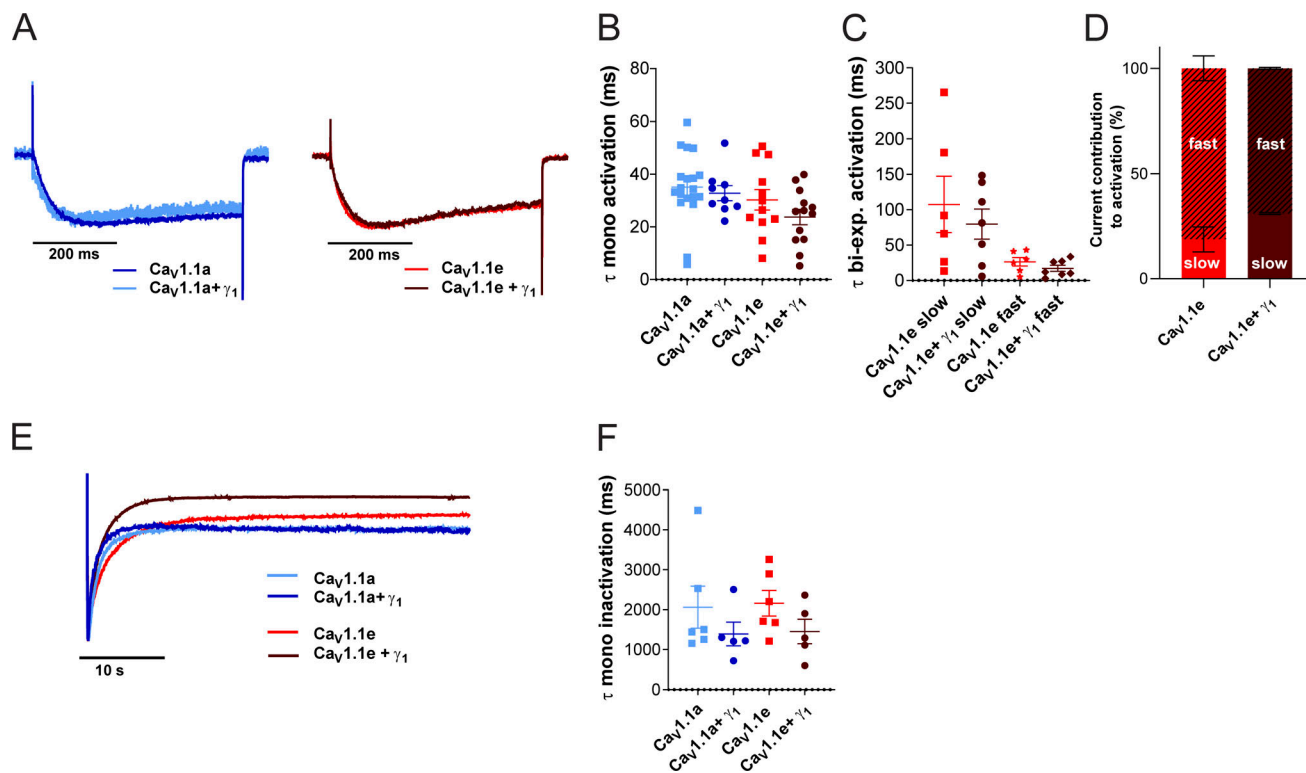 A
200 ms
200 ms
CaV1.1a
CaV1.1a+γ1
CaV1.1e
CaV1.1e + γ1
B
τ mono activation (ms)
80
60
40
20
0
CaV1.1a
CaV1.1a+ γ1
CaV1.1e
CaV1.1e+ γ1
C
τ bi-exp. activation (ms)
300
250
200
150
100
50
0
CaV1.1e slow
CaV1.1e+ γ1 slow
CaV1.1e fast
CaV1.1e+ γ1 fast
D
Current contribution
to activation (%)
100
50
0
fast
fast
slow
slow
CaV1.1e
CaV1.1e+ γ1
E
CaV1.1a
CaV1.1a+γ1
CaV1.1e
CaV1.1e + γ1
10 s
F
τ mono inactivation (ms)
5000
4000
3000
2000
1000
0
CaV1.1a
CaV1.1a+ γ1
CaV1.1e
CaV1.1e+ γ1